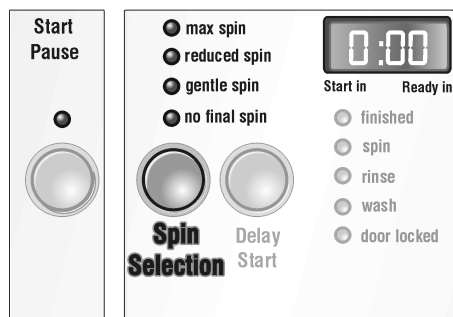 Start
Pause
max spin
reduced spin
gentle spin
no final spin
Spin
Selection
Delay
Start
0:00
Start in Ready in
finished
spin
rinse
wash
door locked